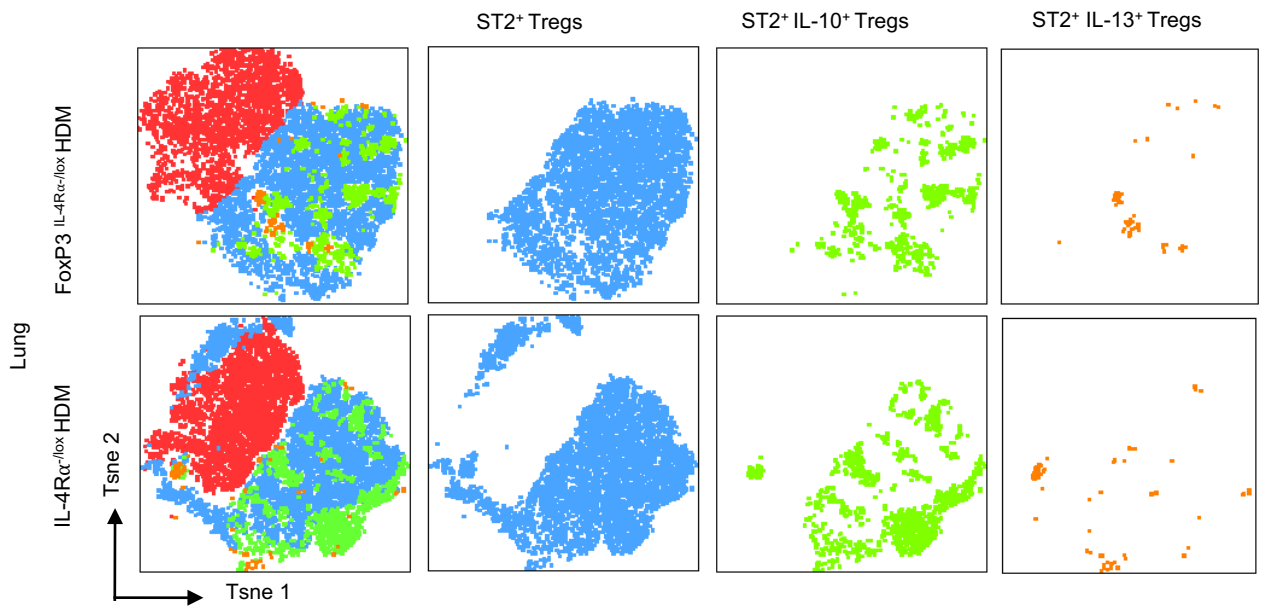 ST2⁺ Tregs
ST2⁺ IL-10⁺ Tregs
ST2⁺ IL-13⁺ Tregs
FoxP3 ᴵᴸ⁻⁴ᴿᵅ⁻/ˡᵒˣ HDM
Lung
IL-4Rα⁻/ˡᵒˣ HDM
Tsne 2
Tsne 1